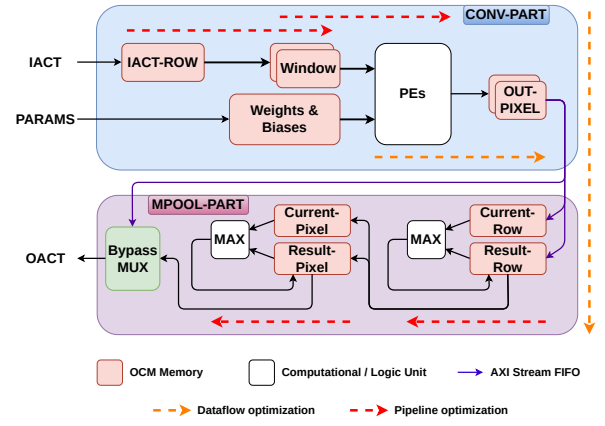 CONV-PART
IACT
IACT-ROW
Window
PEs
OUT-
PIXEL
PARAMS
Weights &
Biases
MPOOL-PART
OACT
Bypass
MUX
MAX
Current-
Pixel
Result-
Pixel
MAX
Current-
Row
Result-
Row
OCM Memory
Computational / Logic Unit
AXI Stream FIFO
Dataflow optimization
Pipeline optimization